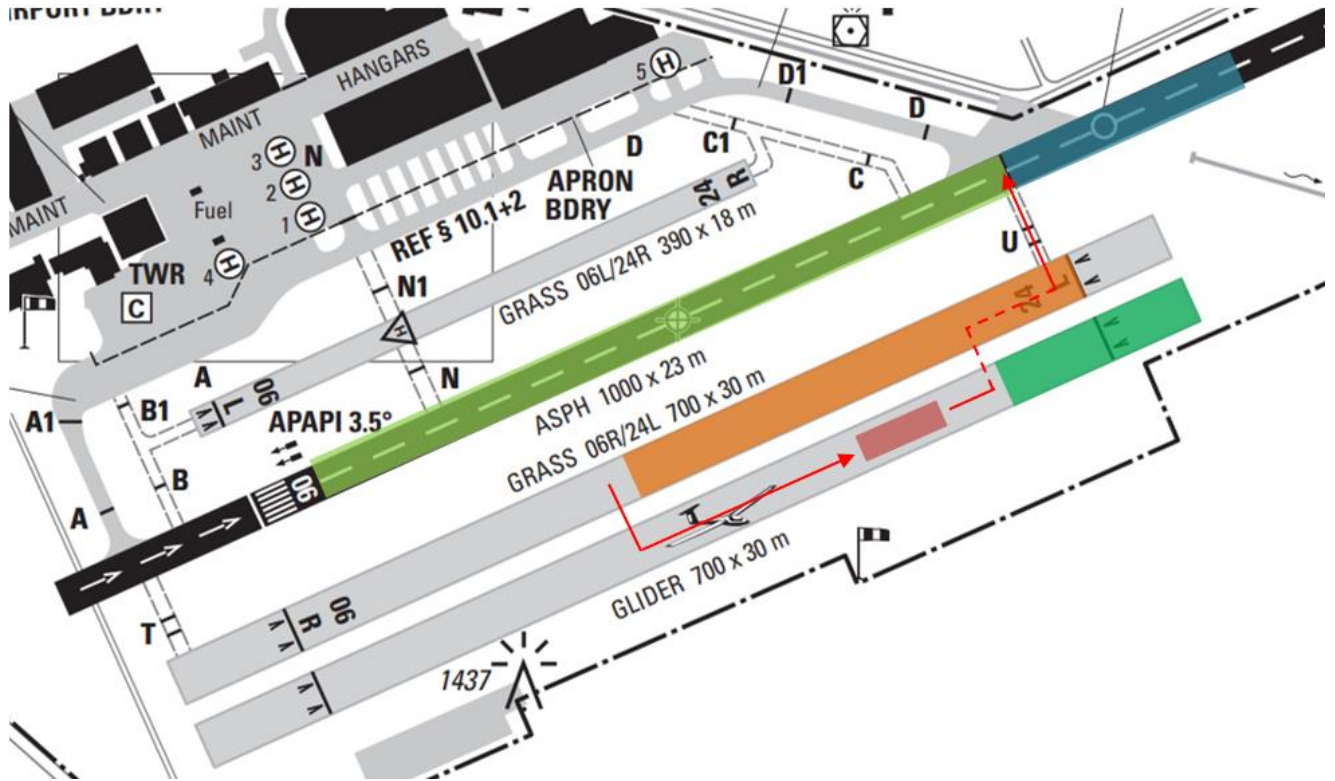 HANGARS
MAINT
MAINT
5 H
D1
D
3 H
N
2 H
1 H
Fuel
4 H
TWR
C
D
C1
C
APRON
BDRY
REF § 10.1+2
24
R
U
N1
H
GRASS 06L/24R 390 x 18 m
A
N
06
L
B1
A1
APAPI 3.5°
B
A
06
ASPH 1000 x 23 m
GRASS 06R/24L 700 x 30 m
24
L
GLIDER 700 x 30 m
T
06
R
1437